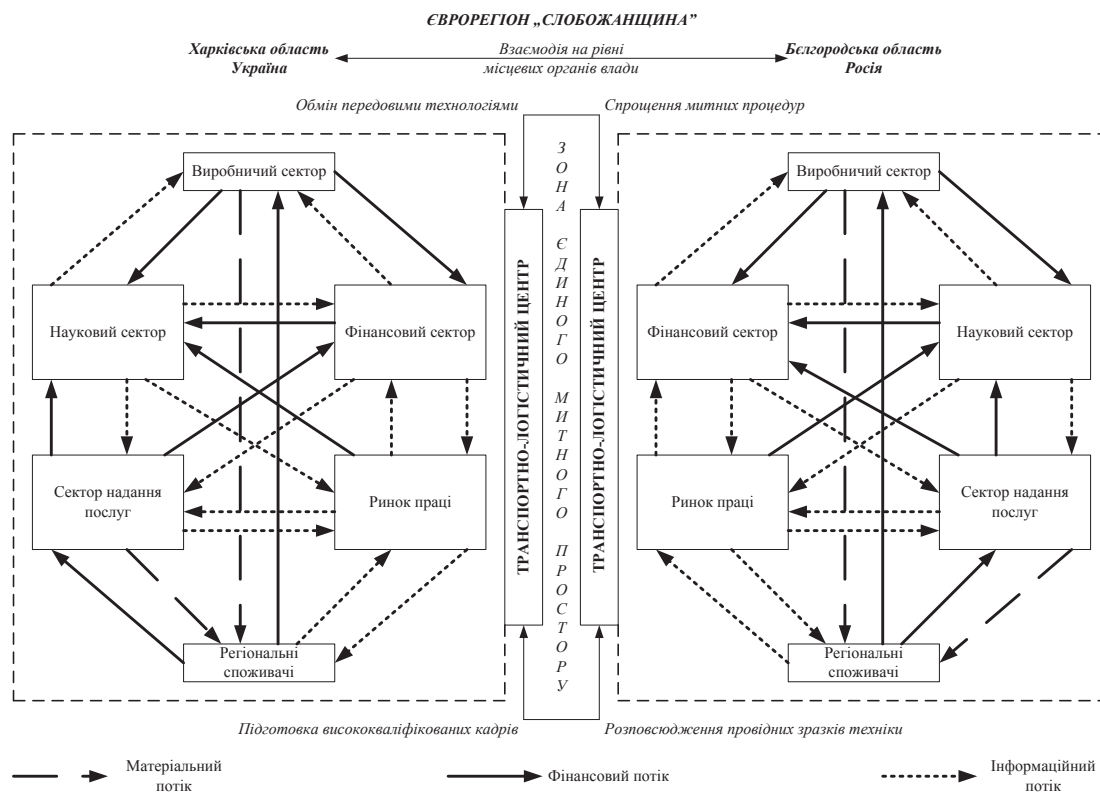 ЄВРОРЕГІОН „СЛОБОЖАНЩИНА”
Харківська область
Україна
Взаємодія на рівні
місцевих органів влади
Бєлгородська область
Росія
Обмін передовими технологіями
Спрощення митних процедур
Виробничий сектор
Науковий сектор
Фінансовий сектор
Сектор надання
послуг
Ринок праці
Регіональні
споживачі
ТРАНСПОРТНО-ЛОГІСТИЧНИЙ ЦЕНТР
ЗОНА ЄДИНОГО МИТНОГО ПРОСТОРУ
ТРАНСПОРТНО-ЛОГІСТИЧНИЙ ЦЕНТР
Виробничий сектор
Фінансовий сектор
Науковий сектор
Ринок праці
Сектор надання
послуг
Регіональні
споживачі
Підготовка висококваліфікованих кадрів
Розповсюдження провідних зразків техніки
Матеріальний
потік
Фінансовий потік
Інформаційний
потік